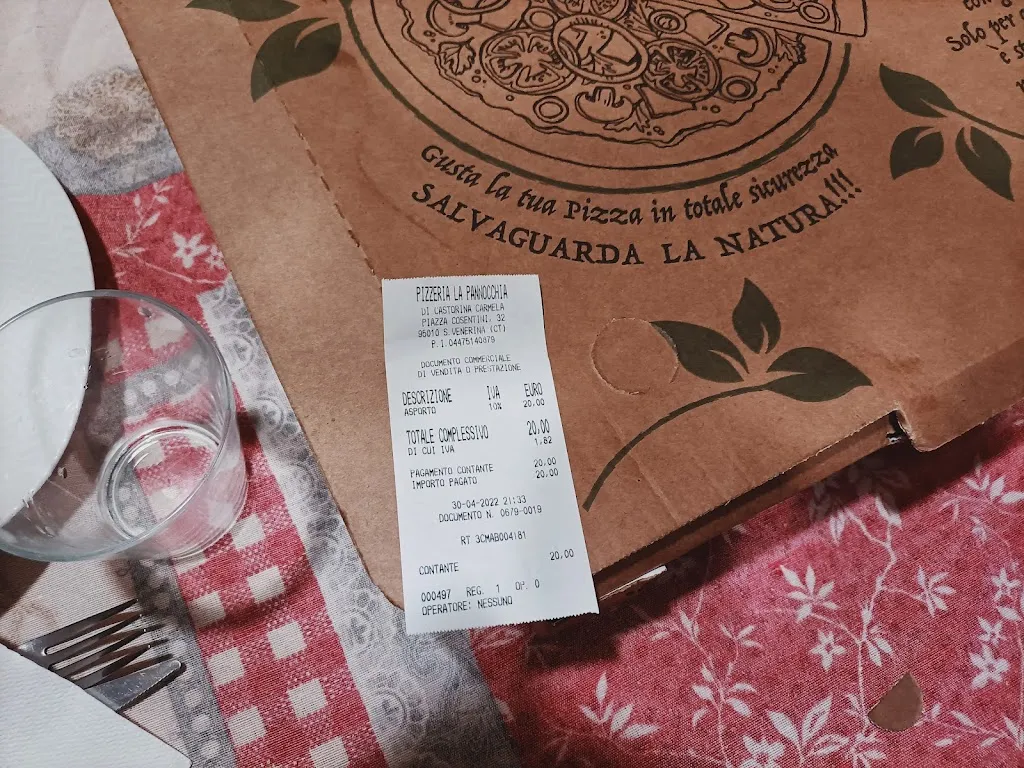 Solo per
Gusta la tua Pizza in totale sicurezza
SALVAGUARDA LA NATURA!!!
PIZZERIA LA PANNOCCHIA
DI CASTORINA CARMELA
PIAZZA COSENTINI, 32
95010 S.VENERINA (CT)
P.I.04475140879
DOCUMENTO COMMERCIALE
DI VENDITA O PRESTAZIONE
DESCRIZIONE IVA EURO
ASPORTO 10% 20,00
TOTALE COMPLESSIVO 20,00
DI CUI IVA 1,82
PAGAMENTO CONTANTE 20,00
IMPORTO PAGATO 20,00
30-04-2022 21:33
DOCUMENTO N. 0679-0019
RT 3CMAB004181
CONTANTE 20,00
000497 REG. 1 OP. 0
OPERATORE: NESSUNO